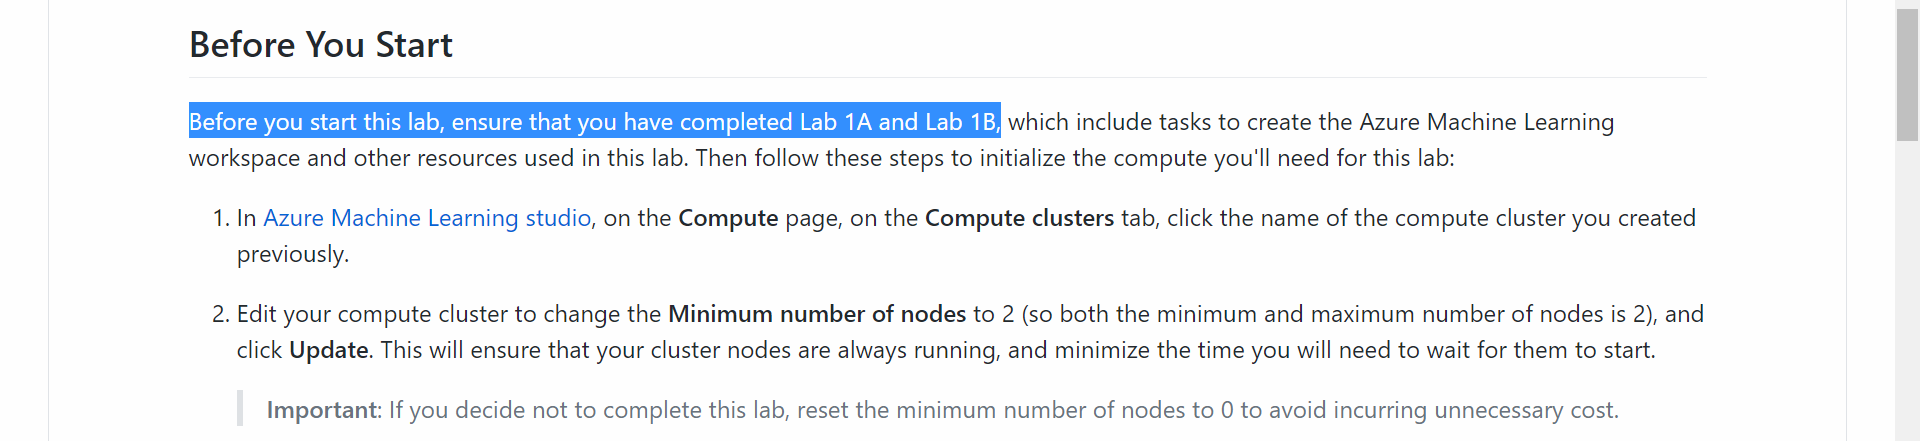 Before You Start
Before you start this lab, ensure that you have completed Lab 1A and Lab 1B, which include tasks to create the Azure Machine Learning
workspace and other resources used in this lab. Then follow these steps to initialize the compute you'll need for this lab:
1. In Azure Machine Learning studio, on the Compute page, on the Compute clusters tab, click the name of the compute cluster you created
previously.
2. Edit your compute cluster to change the Minimum number of nodes to 2 (so both the minimum and maximum number of nodes is 2), and
click Update. This will ensure that your cluster nodes are always running, and minimize the time you will need to wait for them to start.
Important: If you decide not to complete this lab, reset the minimum number of nodes to 0 to avoid incurring unnecessary cost.